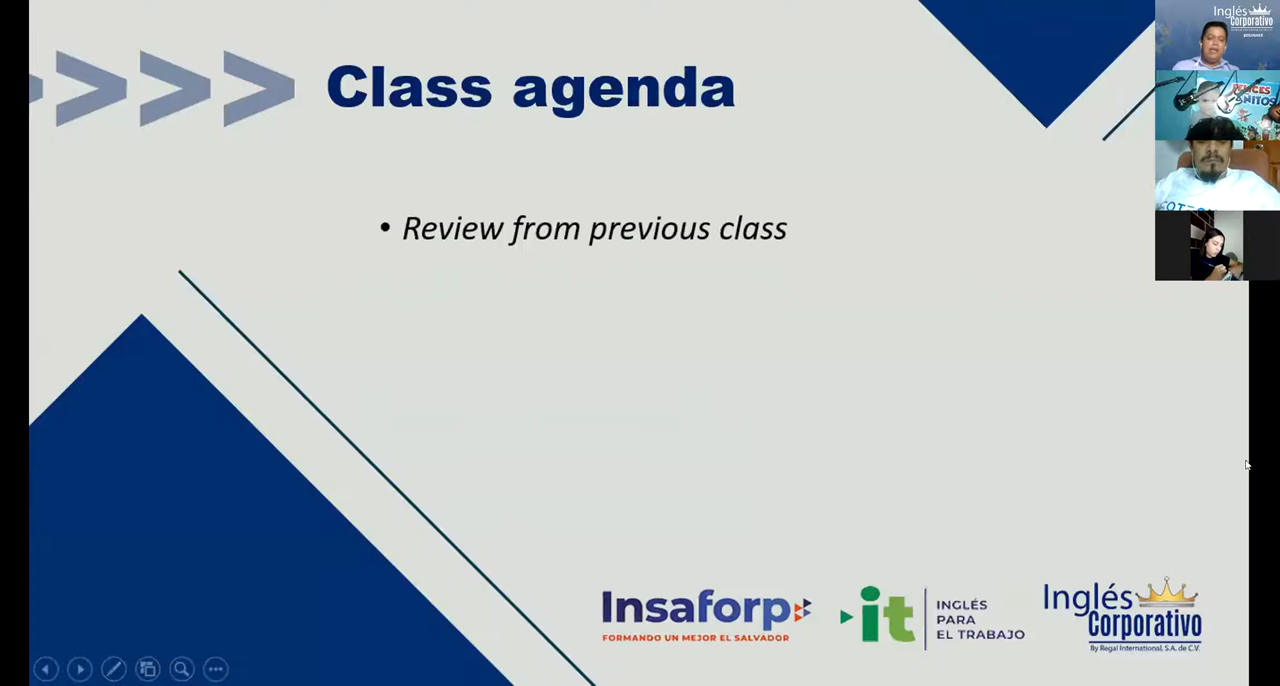 Class agenda
• Review from previous class
Insaforp
FORMANDO UN MEJOR EL SALVADOR
it
INGLÉS
PARA
EL TRABAJO
Inglés
Corporativo
By Regal International, S.A. de C.V.
Inglés
Corporativo
FELICES